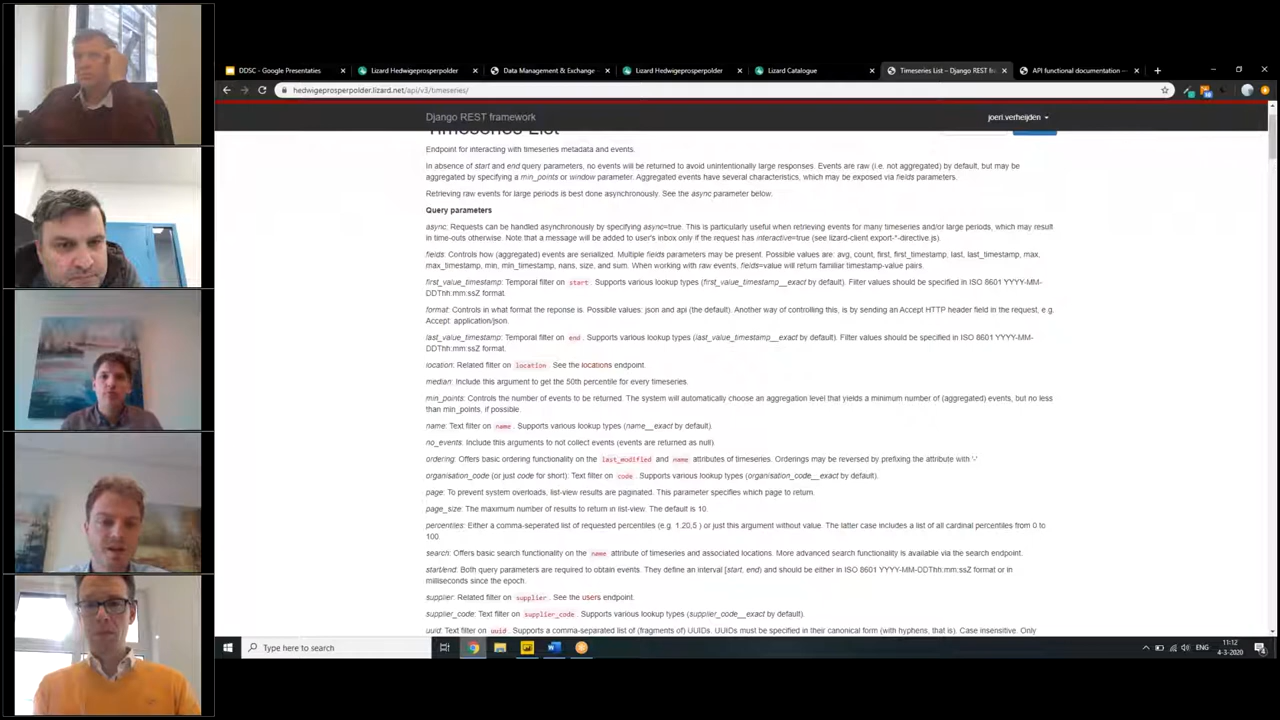 DDSC - Google Presentaties
Lizard Hedwigeprosperpolder
Data Management & Exchange
Lizard Hedwigeprosperpolder
Lizard Catalogue
Timeseries List – Django REST fra
API functional documentation —
hedwigeprosperpolder.lizard.net/api/v3/timeseries/
Django REST framework
joeri.verheijden
Timeseries List
Endpoint for interacting with timeseries metadata and events.
In absence of start and end query parameters, no events will be returned to avoid unintentionally large responses. Events are raw (i.e. not aggregated) by default, but may be
aggregated by specifying a min_points or window parameter. Aggregated events have several characteristics, which may be exposed via fields parameters.
Retrieving raw events for large periods is best done asynchronously. See the async parameter below.
Query parameters
async: Requests can be handled asynchronously by specifying async=true. This is particularly useful when retrieving events for many timeseries and/or large periods, which may result
in time-outs otherwise. Note that a message will be added to user's inbox only if the request has interactive=true (see lizard-client export-*-directive.js).
fields: Controls how (aggregated) events are serialized. Multiple fields parameters may be present. Possible values are: avg, count, first, first_timestamp, last, last_timestamp, max,
max_timestamp, min, min_timestamp, nans, size, and sum. When working with raw events, fields=value will return familiar timestamp-value pairs.
first_value_timestamp: Temporal filter on start. Supports various lookup types (first_value_timestamp__exact by default). Filter values should be specified in ISO 8601 YYYY-MM-
DDThh:mm:ssZ format.
format: Controls in what format the reponse is. Possible values: json and api (the default). Another way of controlling this, is by sending an Accept HTTP header field in the request, e.g.
Accept: application/json.
last_value_timestamp: Temporal filter on end. Supports various lookup types (last_value_timestamp__exact by default). Filter values should be specified in ISO 8601 YYYY-MM-
DDThh:mm:ssZ format.
location: Related filter on location. See the locations endpoint.
median: Include this argument to get the 50th percentile for every timeseries.
min_points: Controls the number of events to be returned. The system will automatically choose an aggregation level that yields a minimum number of (aggregated) events, but no less
than min_points, if possible.
name: Text filter on name. Supports various lookup types (name__exact by default).
no_events: Include this arguments to not collect events (events are returned as null).
ordering: Offers basic ordering functionality on the last_modified and name attributes of timeseries. Orderings may be reversed by prefixing the attribute with '-'
organisation_code (or just code for short): Text filter on code. Supports various lookup types (organisation_code__exact by default).
page: To prevent system overloads, list-view results are paginated. This parameter specifies which page to return.
page_size: The maximum number of results to return in list-view. The default is 10.
percentiles: Either a comma-seperated list of requested percentiles (e.g. 1,20,5 ) or just this argument without value. The latter case includes a list of all cardinal percentiles from 0 to
100.
search: Offers basic search functionality on the name attribute of timeseries and associated locations. More advanced search functionality is available via the search endpoint.
start/end: Both query parameters are required to obtain events. They define an interval [start, end) and should be either in ISO 8601 YYYY-MM-DDThh:mm:ssZ format or in
milliseconds since the epoch.
supplier: Related filter on supplier. See the users endpoint.
supplier_code: Text filter on supplier_code. Supports various lookup types (supplier_code__exact by default).
uuid: Text filter on uuid. Supports a comma-separated list of (fragments of) UUIDs. UUIDs must be specified in their canonical form (with hyphens, that is). Case insensitive. Only
Type here to search
ENG
11:12
4-3-2020